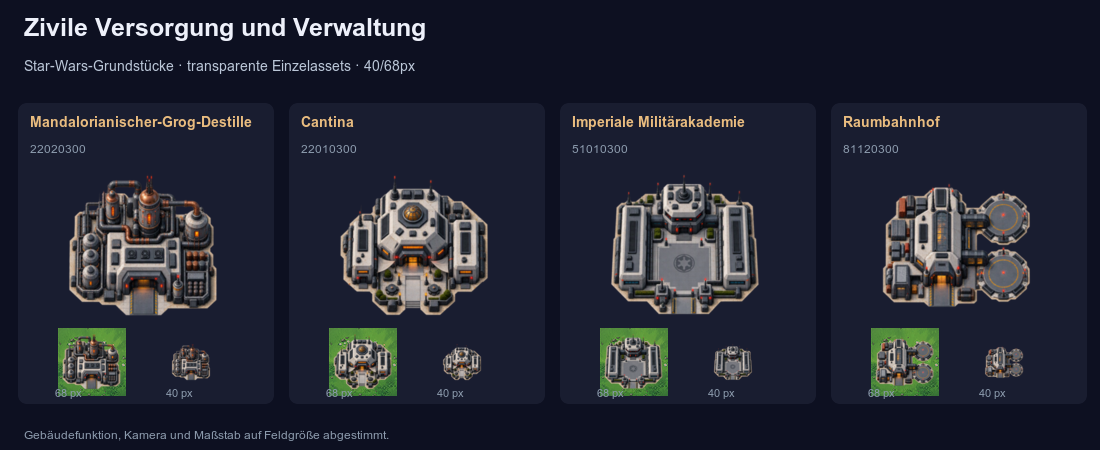 Zivile Versorgung und Verwaltung
Star-Wars-Grundstücke · transparente Einzelassets · 40/68px
Mandalorianischer-Grog-Destille
22020300
68 px
40 px
Cantina
22010300
68 px
40 px
Imperiale Militärakademie
51010300
68 px
40 px
Raumbahnhof
81120300
68 px
40 px
Gebäudefunktion, Kamera und Maßstab auf Feldgröße abgestimmt.